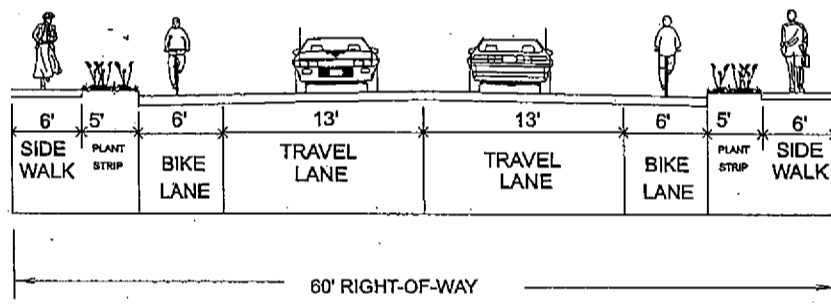 6' 5' 6' 13' 13' 6' 5' 6'
SIDE WALK
PLANT STRIP
BIKE LANE
TRAVEL LANE
TRAVEL LANE
BIKE LANE
PLANT STRIP
SIDE WALK
60' RIGHT-OF-WAY